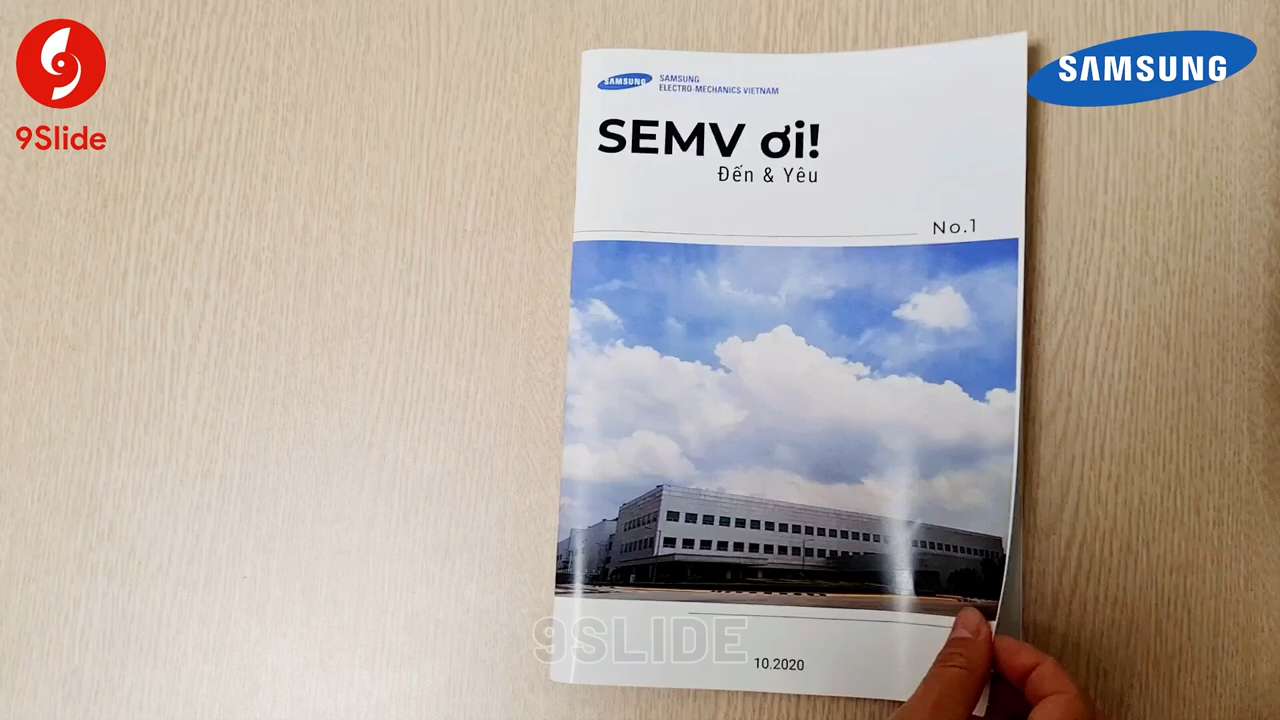 9Slide
SAMSUNG
SAMSUNG
SAMSUNG
ELECTRO-MECHANICS VIETNAM
SEMV ơi!
Đến & Yêu
No.1
9SLIDE
10.2020